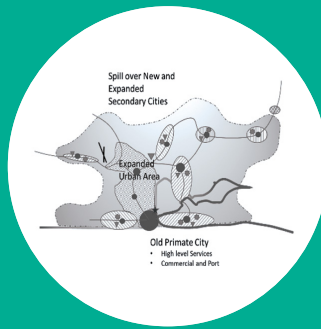 Spill over New and
Expanded
Secondary Cities
Expanded
Urban Area
Old Primate City
• High level Services
• Commercial and Port